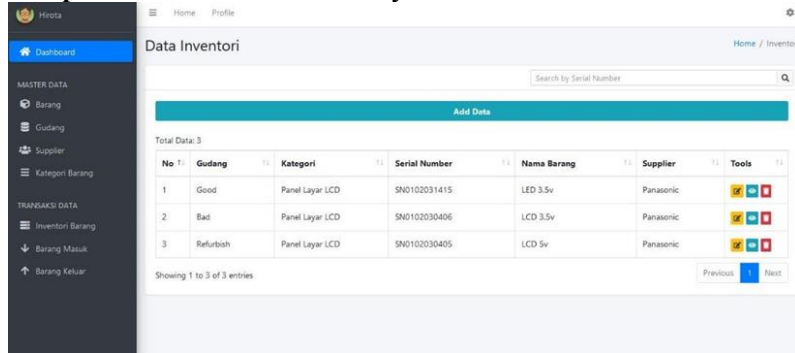 Hirota
Home Profile
Dashboard
Data Inventori
Home / Invento
MASTER DATA
Barang
Gudang
Supplier
Kategori Barang
TRANSAKSI DATA
Inventori Barang
Barang Masuk
Barang Keluar
Search by Serial Number
Add Data
Total Data: 3
No Gudang Kategori Serial Number Nama Barang Supplier Tools
1 Good Panel Layar LCD SN0102031415 LED 3.5v Panasonic
2 Bad Panel Layar LCD SN0102030406 LCD 3.5v Panasonic
3 Refurbish Panel Layar LCD SN0102030405 LCD 5v Panasonic
Showing 1 to 3 of 3 entries
Previous 1 Next